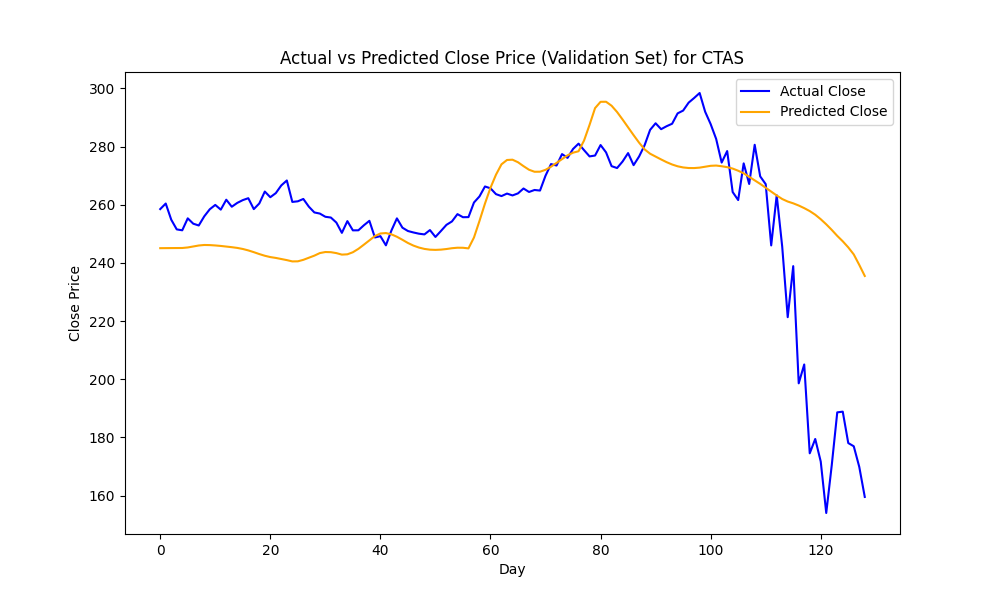 Actual vs Predicted Close Price (Validation Set) for CTAS
Actual Close
Predicted Close
Close Price
300
280
260
240
220
200
180
160
0 20 40 60 80 100 120
Day